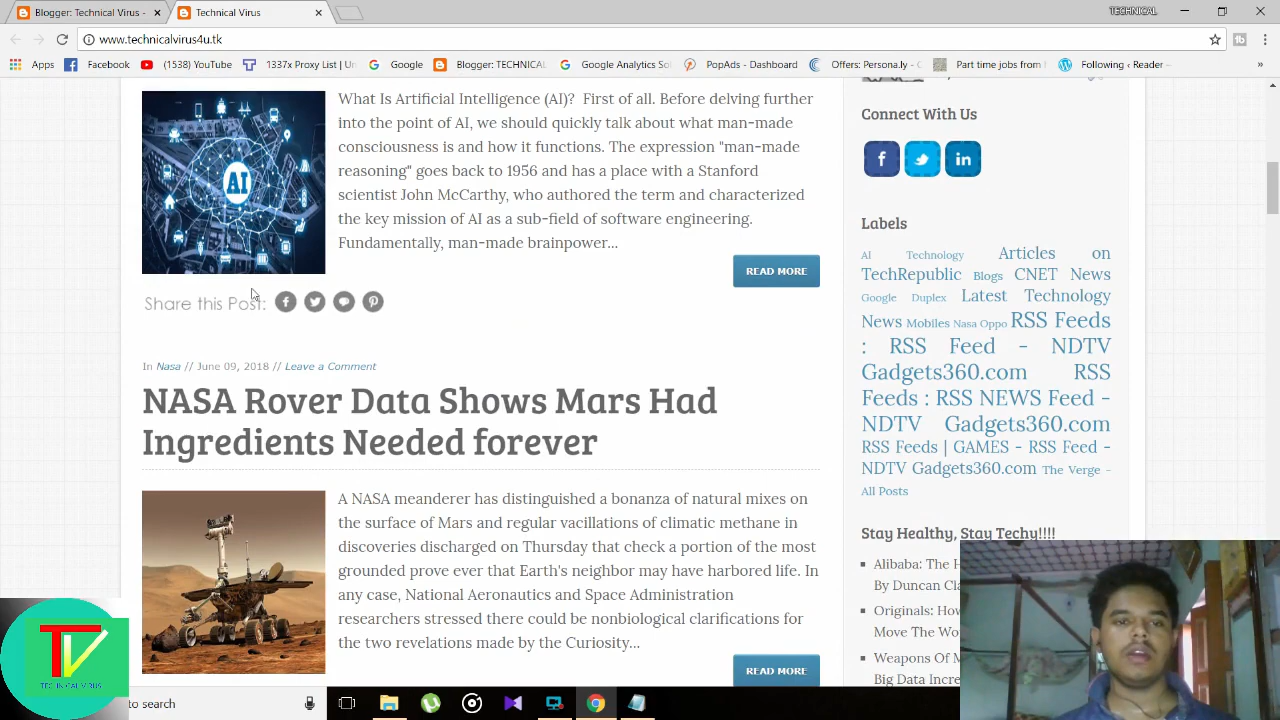 Blogger: TECHNICAL VIRUS -
Technical Virus
TECHNICAL
www.technicalvirus4u.tk
Apps
Facebook
(1538) YouTube
1337x Proxy List | Un
Google
Blogger: TECHNICAL
Google Analytics Sol
PopAds - Dashboard
Offers: Persona.ly -
Part time jobs from h
Following ‹ Reader
»
AI
What Is Artificial Intelligence (AI)? First of all. Before delving further
into the point of AI, we should quickly talk about what man-made
consciousness is and how it functions. The expression "man-made
reasoning" goes back to 1956 and has a place with a Stanford
scientist John McCarthy, who authored the term and characterized
the key mission of AI as a sub-field of software engineering.
Fundamentally, man-made brainpower...
READ MORE
Share this Post:
In Nasa // June 09, 2018 // Leave a Comment
NASA Rover Data Shows Mars Had
Ingredients Needed forever
A NASA meanderer has distinguished a bonanza of natural mixes on
the surface of Mars and regular vacillations of climatic methane in
discoveries discharged on Thursday that check a portion of the most
grounded prove ever that Earth's neighbor may have harbored life. In
any case, National Aeronautics and Space Administration
researchers stressed there could be nonbiological clarifications for
the two revelations made by the Curiosity...
READ MORE
Connect With Us
Labels
AI Technology Articles on
TechRepublic Blogs CNET News
Google Duplex Latest Technology
News Mobiles Nasa Oppo RSS Feeds
: RSS Feed - NDTV
Gadgets360.com RSS
Feeds : RSS NEWS Feed -
NDTV Gadgets360.com
RSS Feeds | GAMES - RSS Feed -
NDTV Gadgets360.com The Verge -
All Posts
Stay Healthy, Stay Techy!!!!
Alibaba: The H
By Duncan Cla
Originals: How
Move The Wo
Weapons Of M
Big Data Incre
TV
TECHNICAL VIRUS
to search